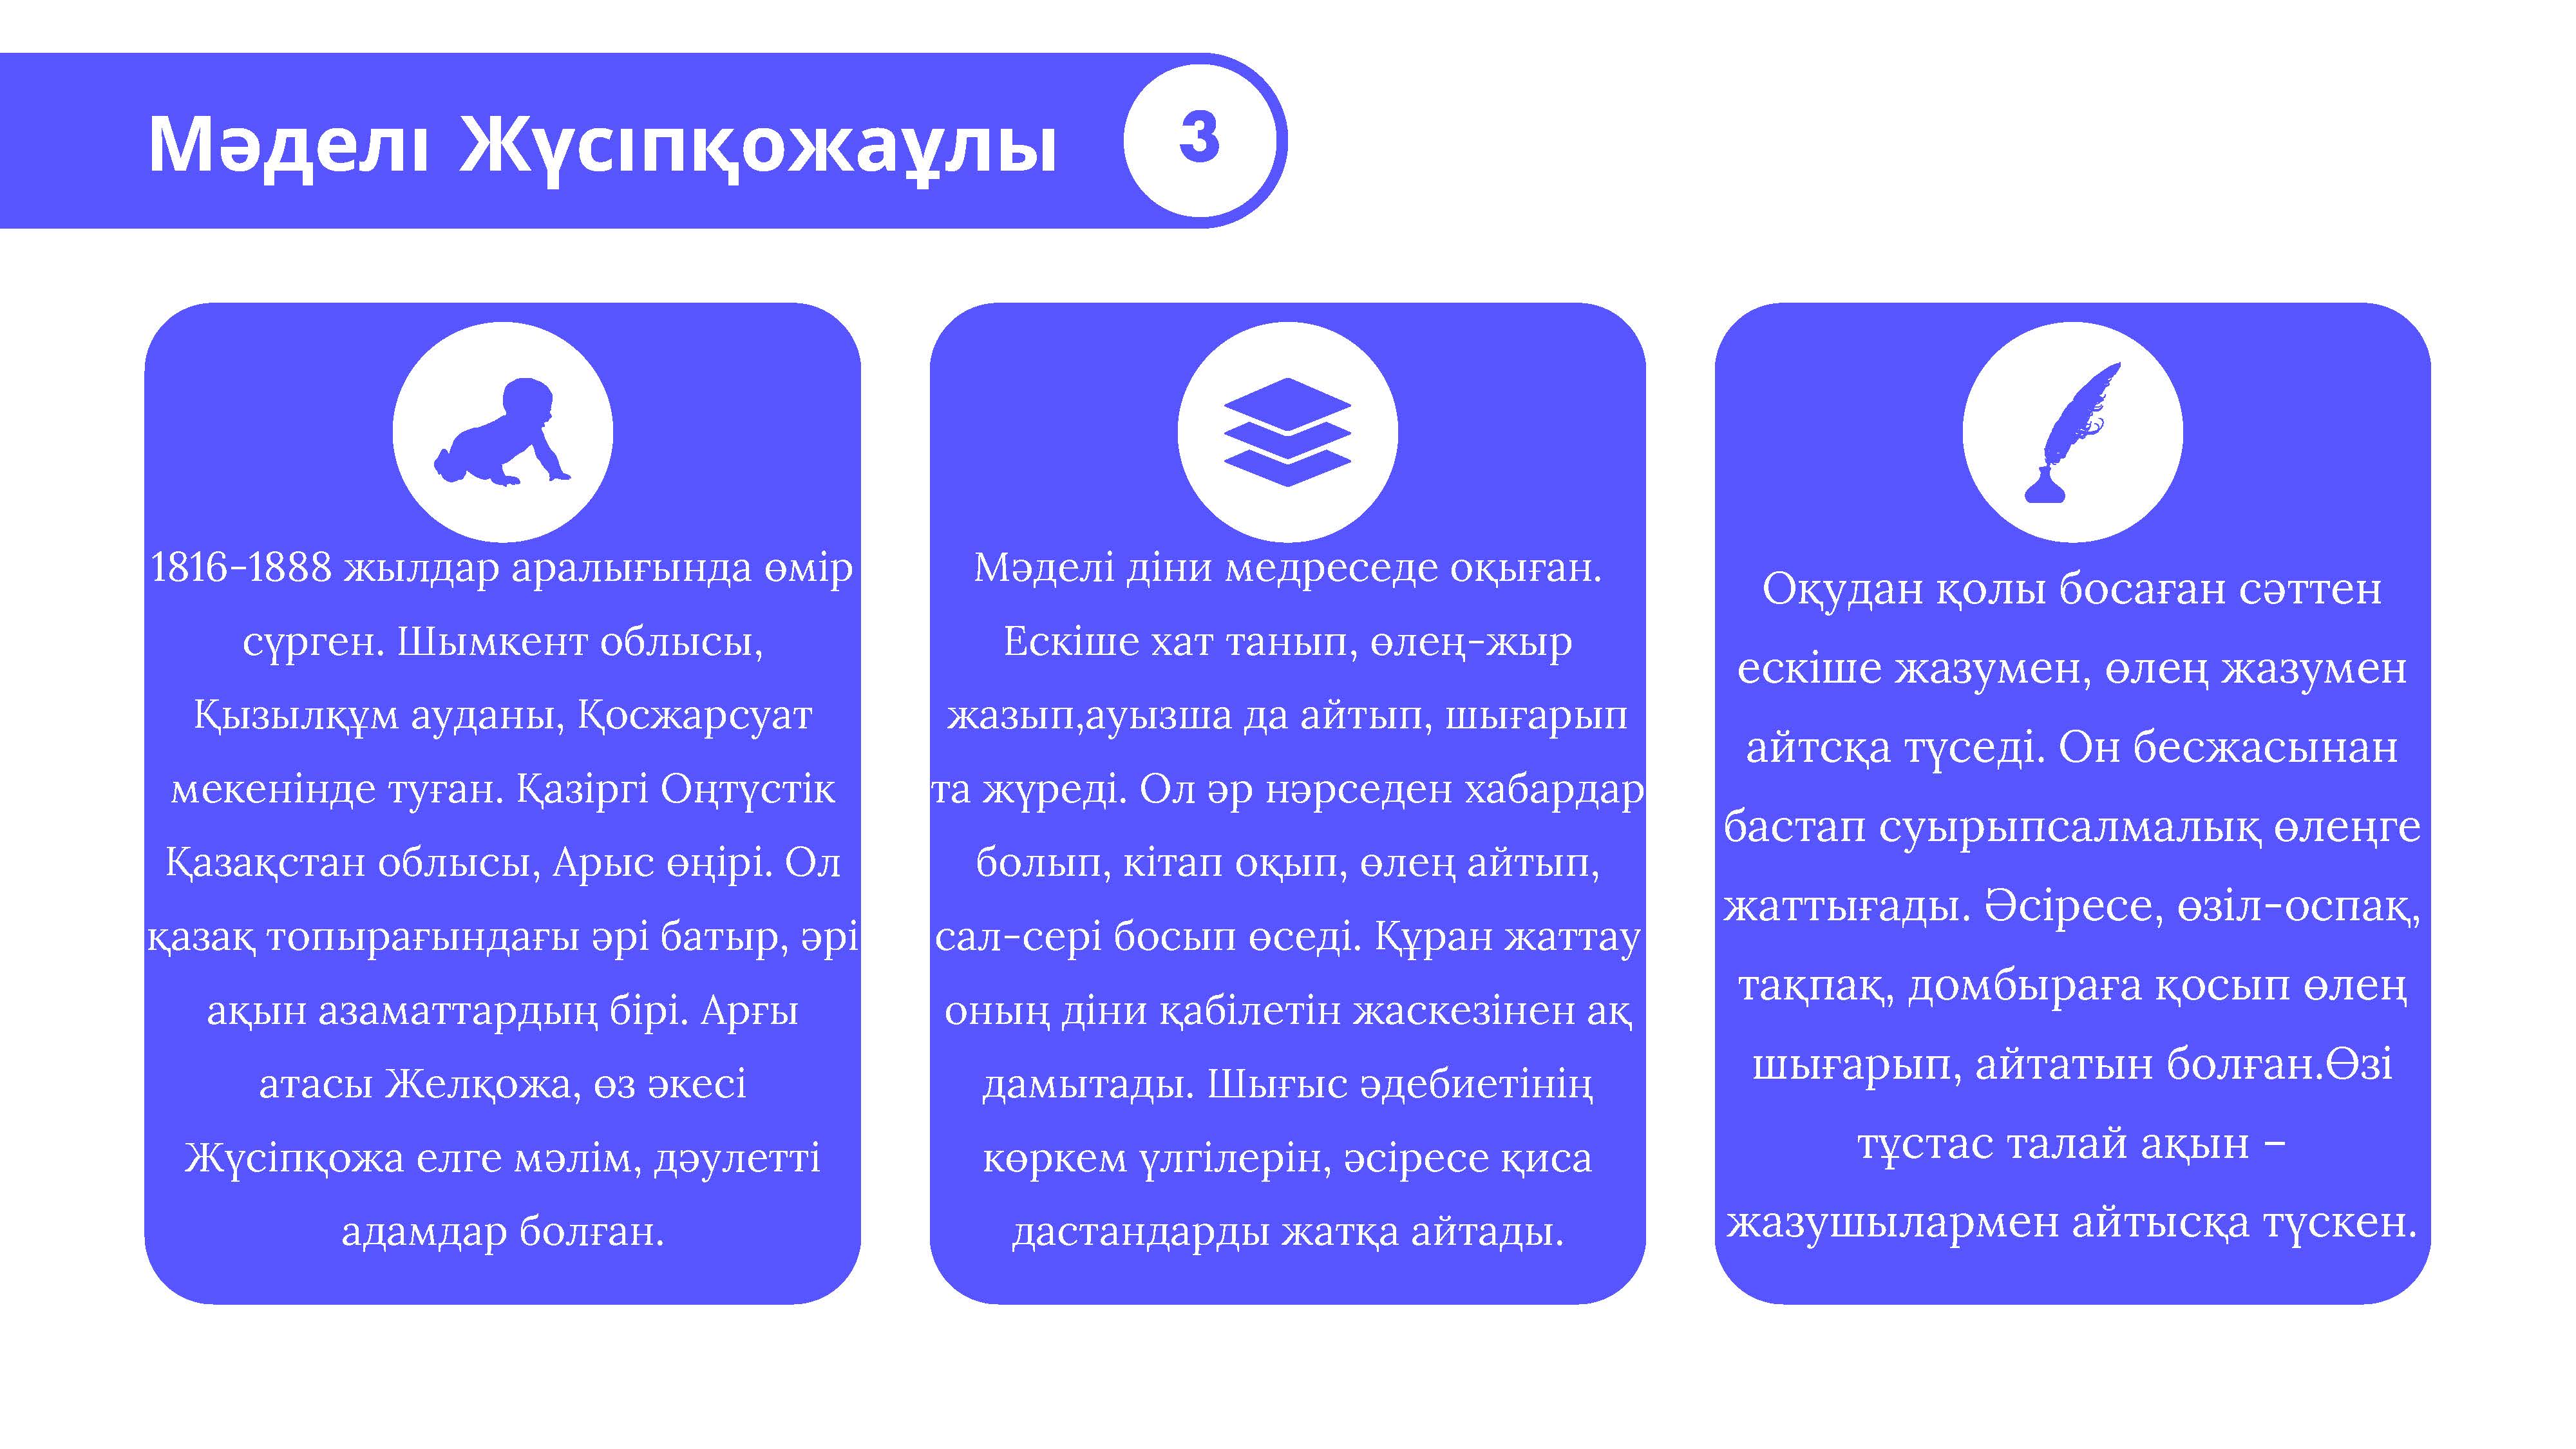 Мәделі Жүсіпқожаұлы
3
1816-1888 жылдар аралығында өмір
сүрген. Шымкент облысы,
Қызылқұм ауданы, Қосжарсуат
мекенінде туған. Қазіргі Оңтүстік
Қазақстан облысы, Арыс өңірі. Ол
қазақ топырағындағы әрі батыр, әрі
ақын азаматтардың бірі. Арғы
атасы Желқожа, өз әкесі
Жүсіпқожа елге мәлім, дәулетті
адамдар болған.
Мәделі діни медреседе оқыған.
Ескіше хат танып, өлең-жыр
жазып,ауызша да айтып, шығарып
та жүреді. Ол әр нәрседен хабардар
болып, кітап оқып, өлең айтып,
сал-сері босып өседі. Құран жаттау
оның діни қабілетін жаскезінен ақ
дамытады. Шығыс әдебиетінің
көркем үлгілерін, әсіресе қиса
дастандарды жатқа айтады.
Оқудан қолы босаған сәттен
ескіше жазумен, өлең жазумен
айтсқа түседі. Он бесжасынан
бастап суырыпсалмалық өлеңге
жаттығады. Әсіресе, өзіл-оспақ,
тақпақ, домбыраға қосып өлең
шығарып, айтатын болған.Өзі
тұстас талай ақын –
жазушылармен айтысқа түскен.